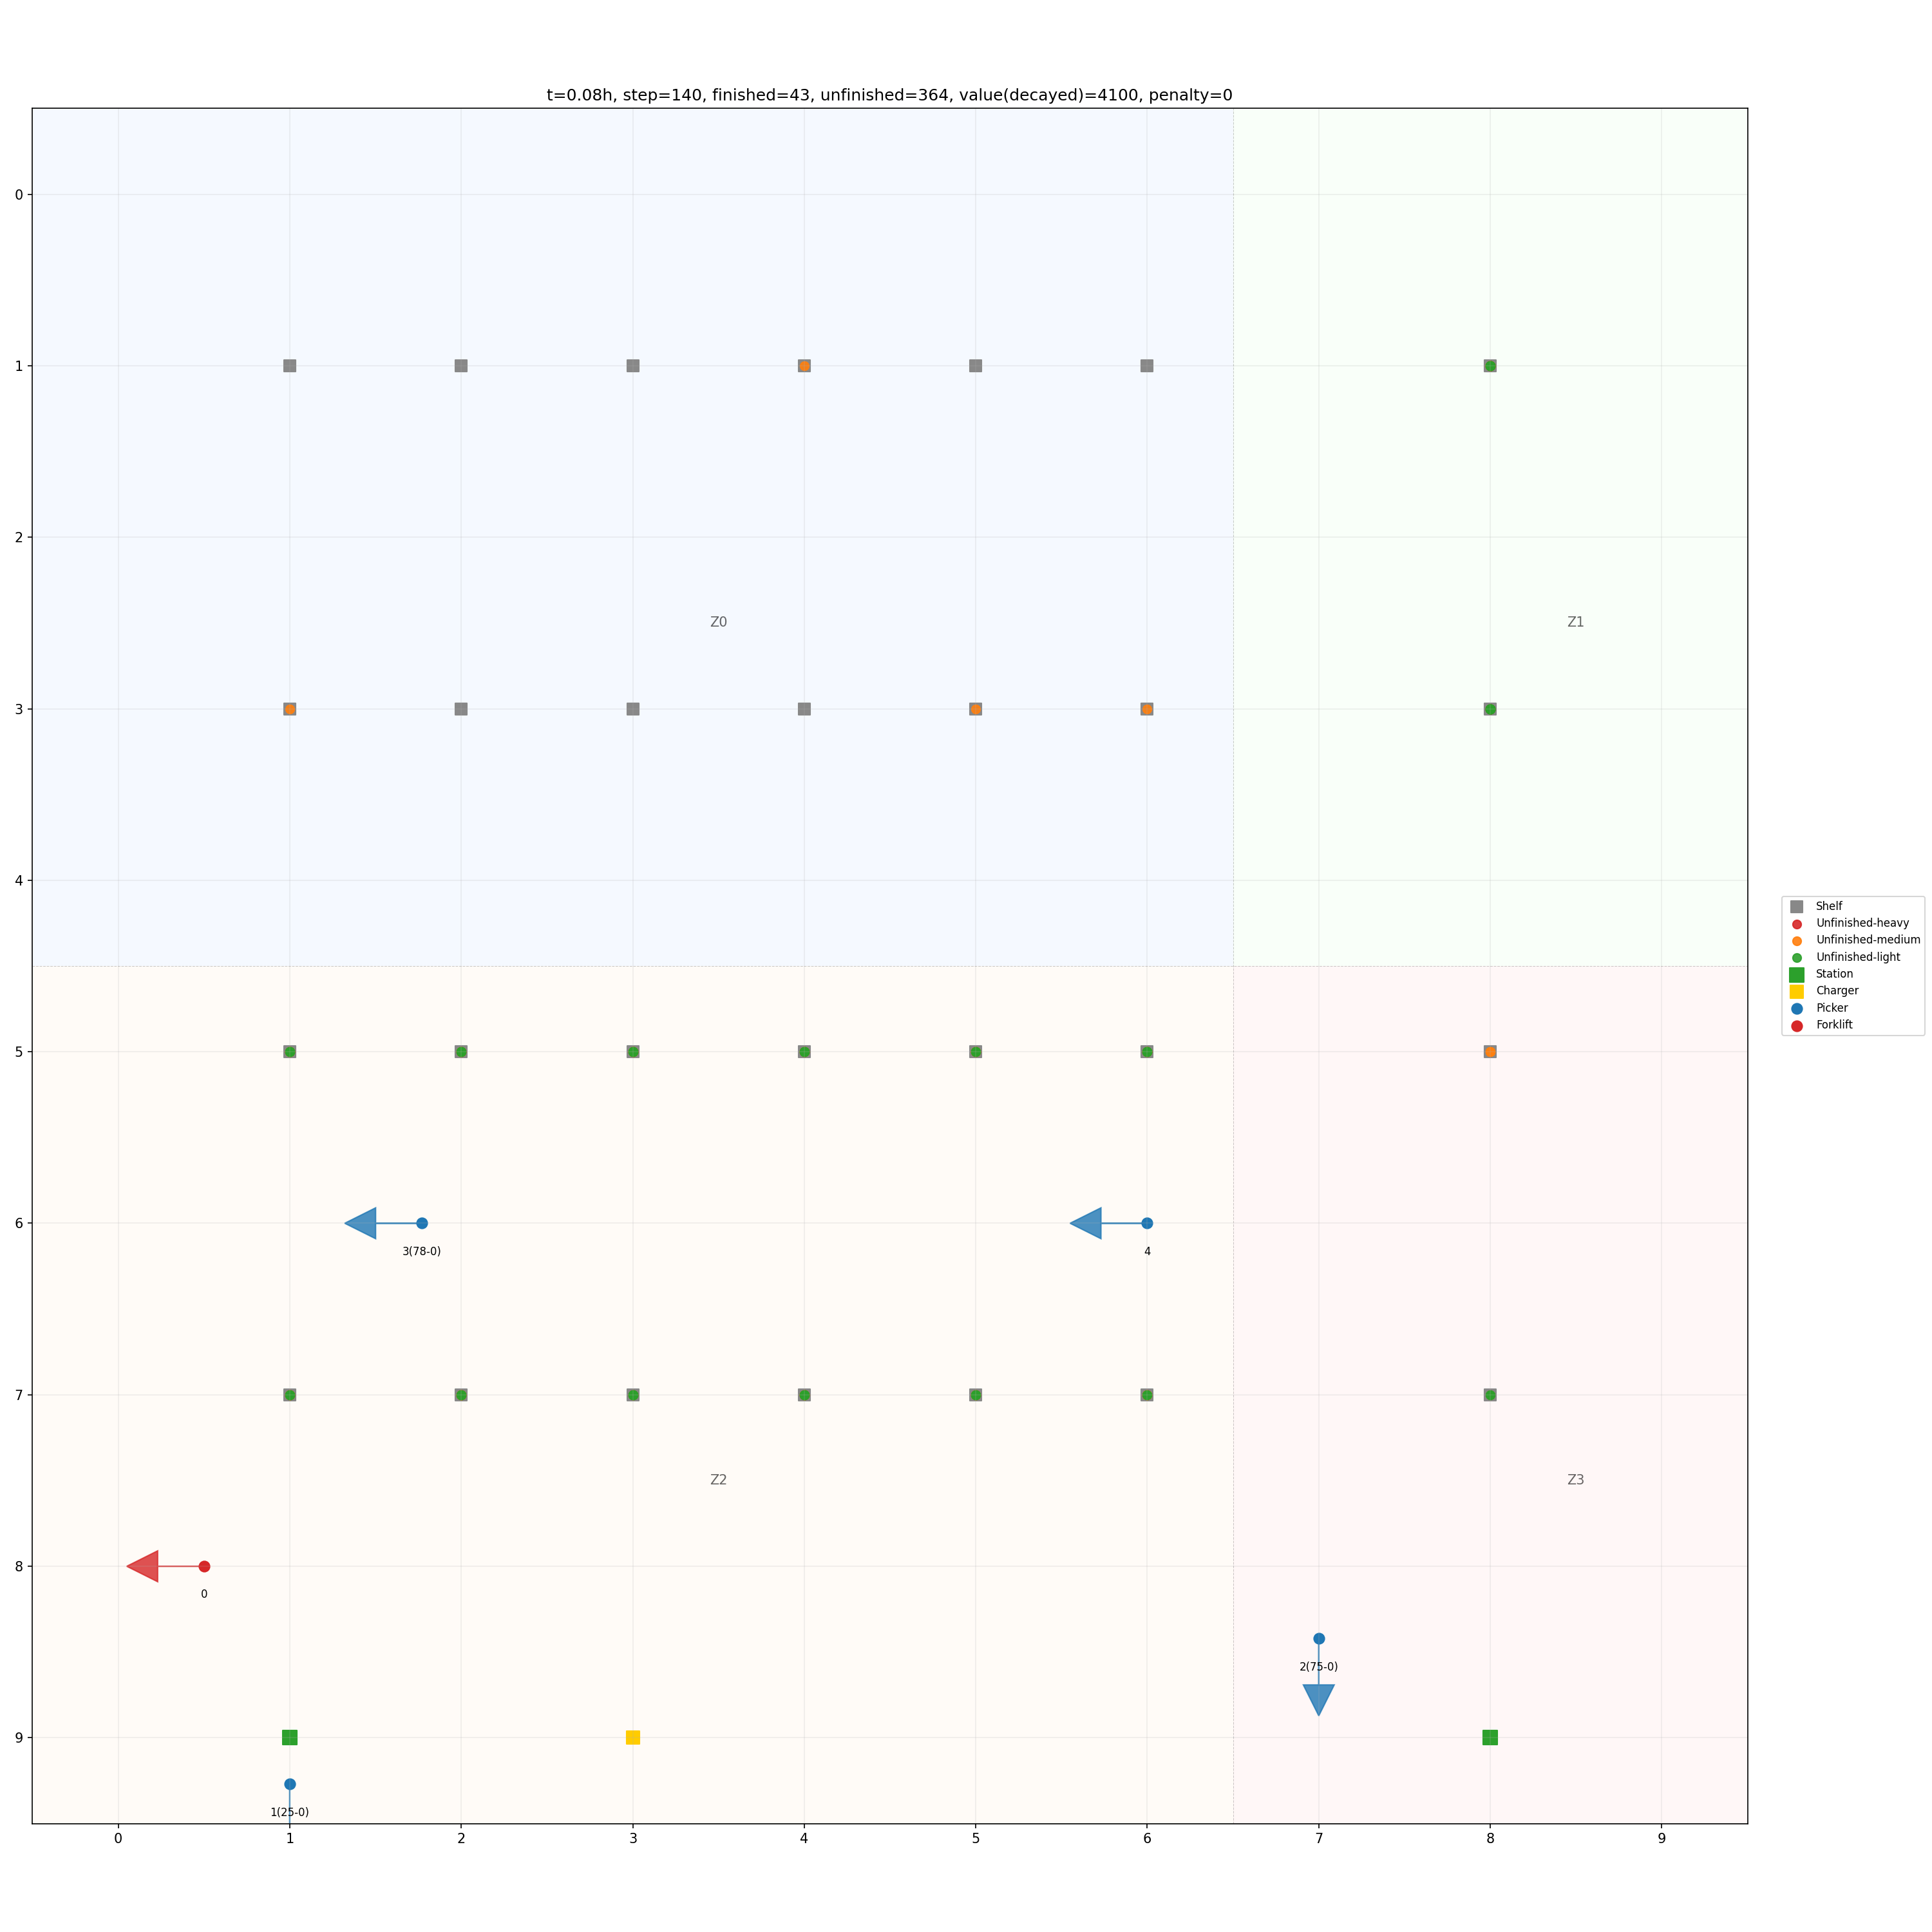 t=0.08h, step=140, finished=43, unfinished=364, value(decayed)=4100, penalty=0
0
1
2
Z0
Z1
3
4
Shelf
Unfinished-heavy
Unfinished-medium
Unfinished-light
Station
Charger
Picker
Forklift
5
6
3(78-0)
4
7
Z2
Z3
8
0
2(75-0)
9
1(25-0)
0 1 2 3 4 5 6 7 8 9